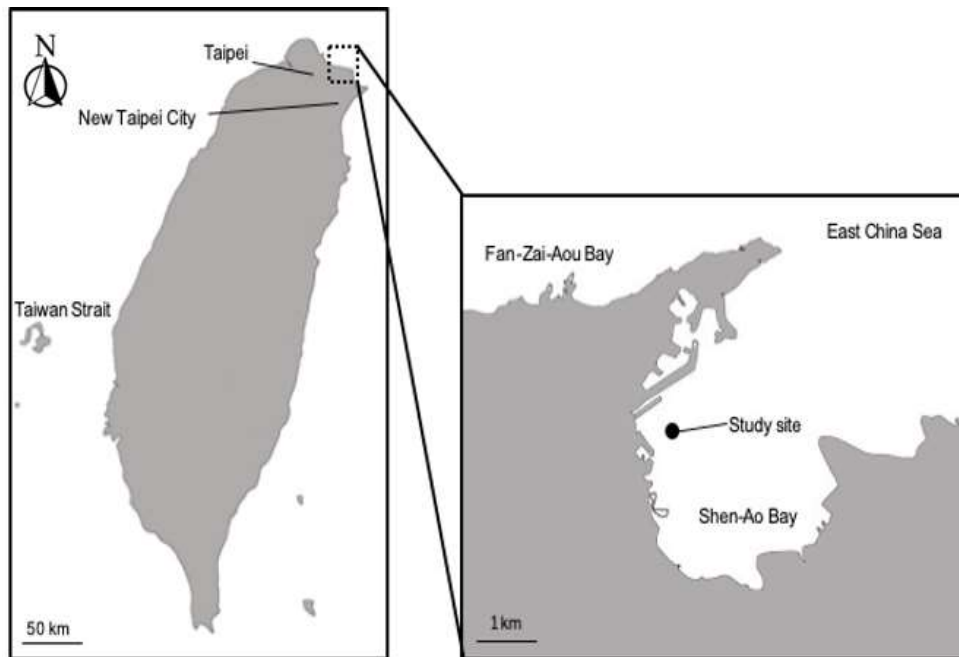 N
Taipei
New Taipei City
Taiwan Strait
50 km
Fan-Zai-Aou Bay
East China Sea
Study site
Shen-Ao Bay
1 km